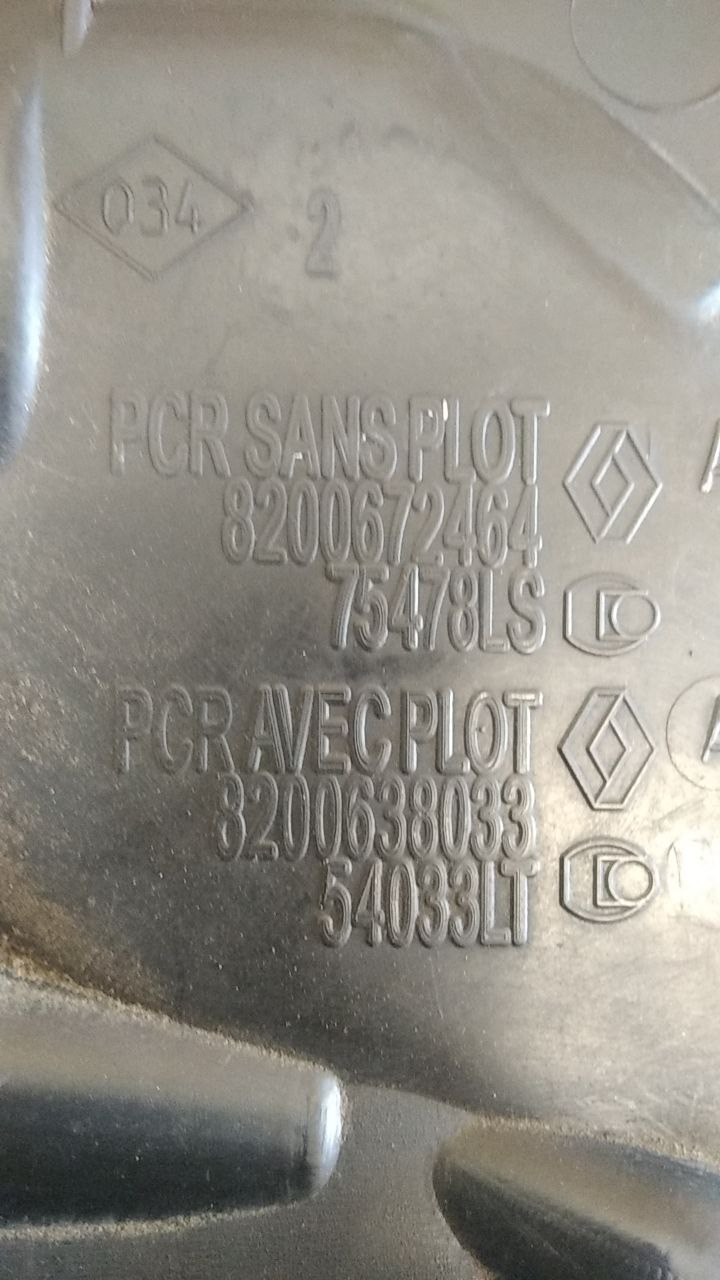 034
2
PCR SANS PLOT
8200672464
75478LS
PCR AVEC PLOT
8200638033
54033LT